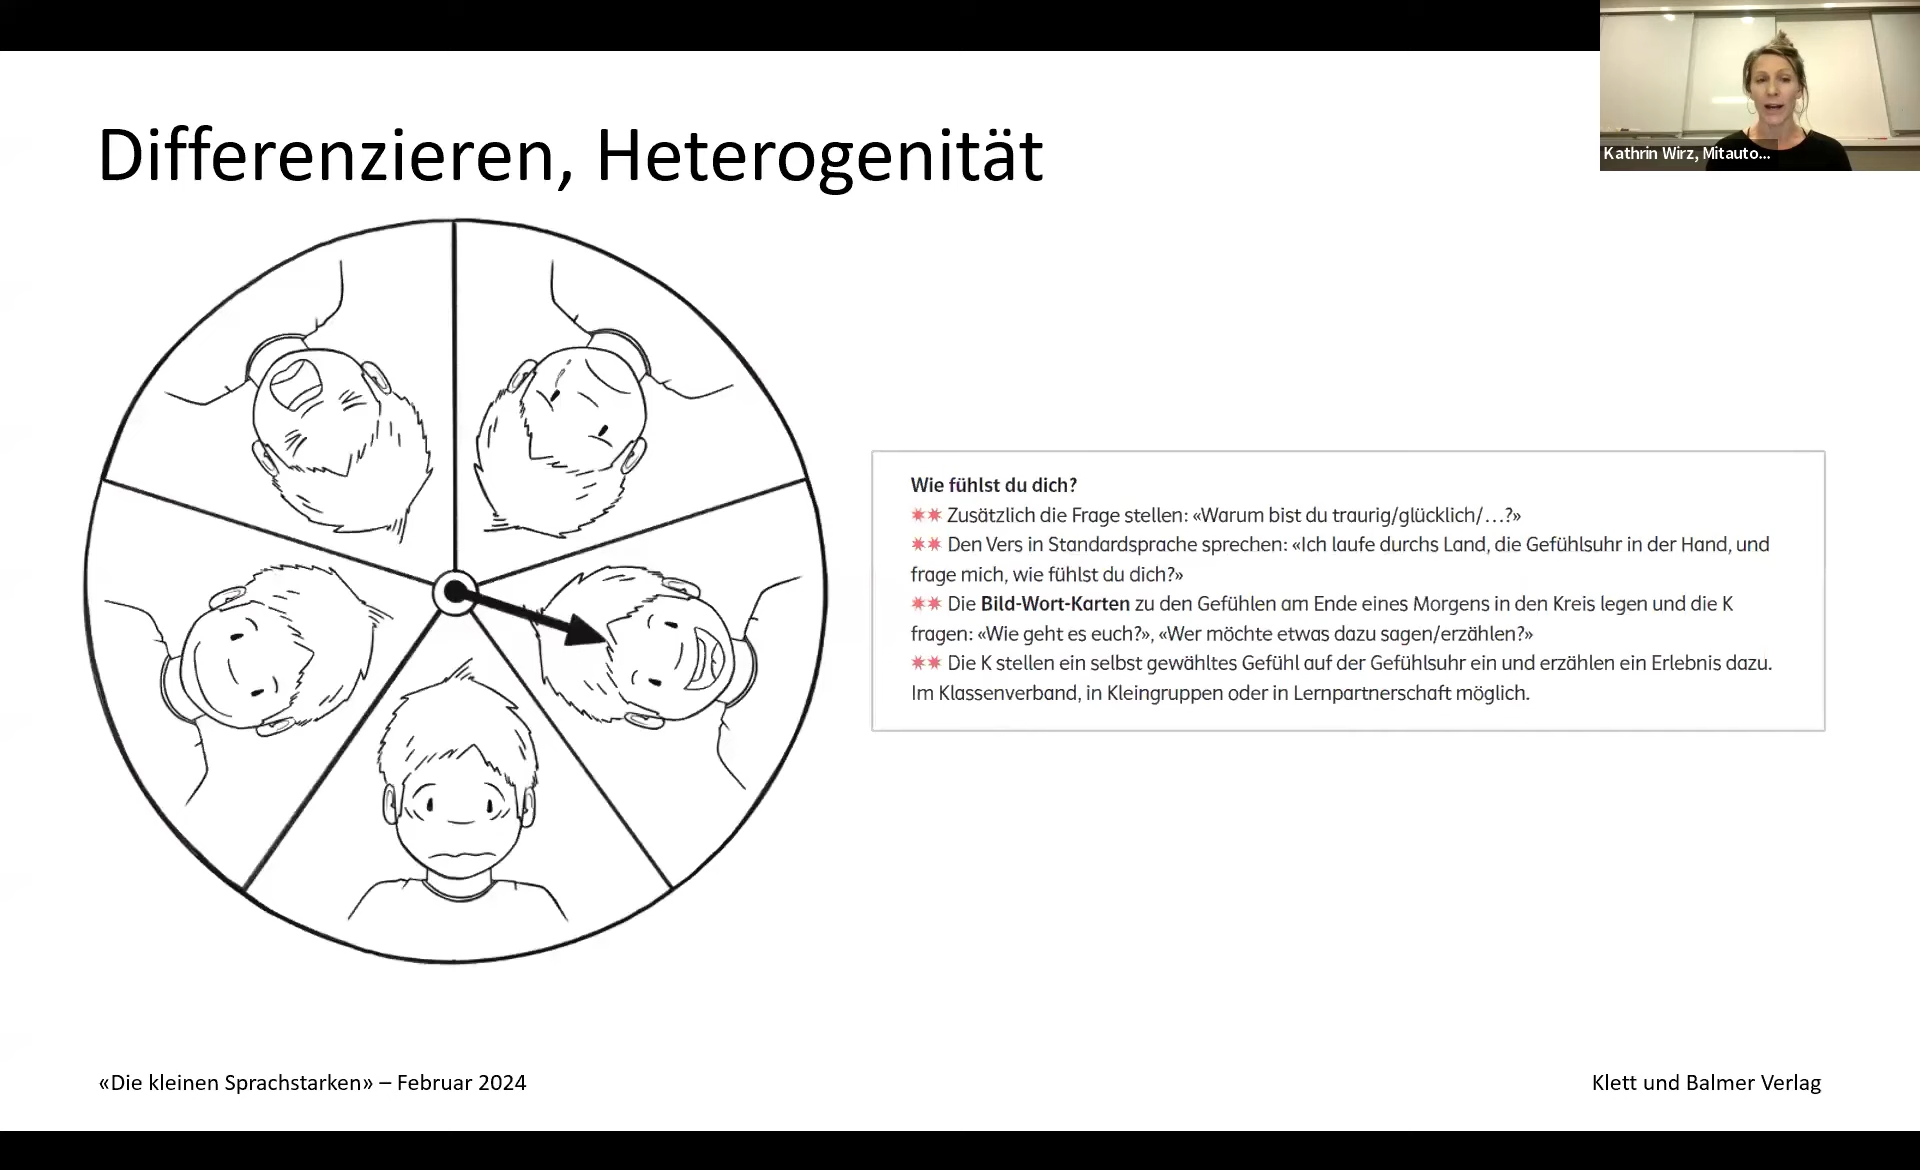 Kathrin Wirz, Mitauto...
Differenzieren, Heterogenität
Wie fühlst du dich?
✶✶ Zusätzlich die Frage stellen: «Warum bist du traurig/glücklich/…?»
✶✶ Den Vers in Standardsprache sprechen: «Ich laufe durchs Land, die Gefühlsuhr in der Hand, und
frage mich, wie fühlst du dich?»
✶✶ Die Bild-Wort-Karten zu den Gefühlen am Ende eines Morgens in den Kreis legen und die K
fragen: «Wie geht es euch?», «Wer möchte etwas dazu sagen/erzählen?»
✶✶ Die K stellen ein selbst gewähltes Gefühl auf der Gefühlsuhr ein und erzählen ein Erlebnis dazu.
Im Klassenverband, in Kleingruppen oder in Lernpartnerschaft möglich.
«Die kleinen Sprachstarken» – Februar 2024
Klett und Balmer Verlag